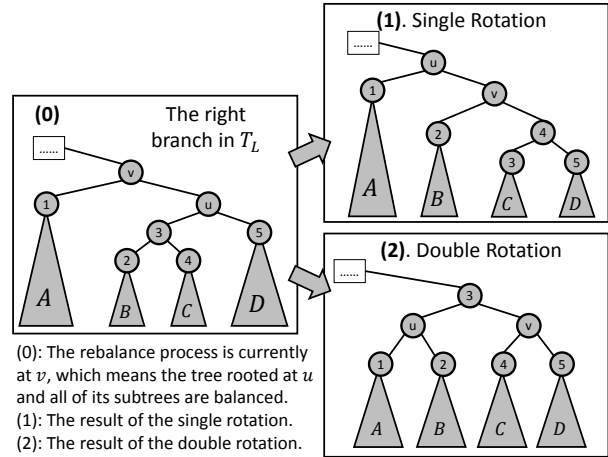 (1). Single Rotation
......
u
1
v
2
4
3
5
A
B
C
D
(0)
The right
branch in T_L
......
v
1
u
3
5
2
4
A
B
C
D
(2). Double Rotation
......
3
u
v
1
2
4
5
A
B
C
D
(0): The rebalance process is currently
at v, which means the tree rooted at u
and all of its subtrees are balanced.
(1): The result of the single rotation.
(2): The result of the double rotation.